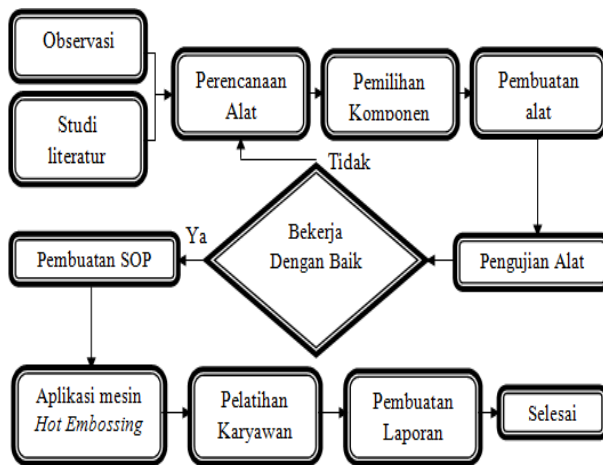 Observasi
Studi
literatur
Perencanaan
Alat
Pemilihan
Komponen
Pembuatan
alat
Tidak
Ya
Bekerja
Dengan Baik
Pengujian Alat
Pembuatan SOP
Aplikasi mesin
Hot Embossing
Pelatihan
Karyawan
Pembuatan
Laporan
Selesai